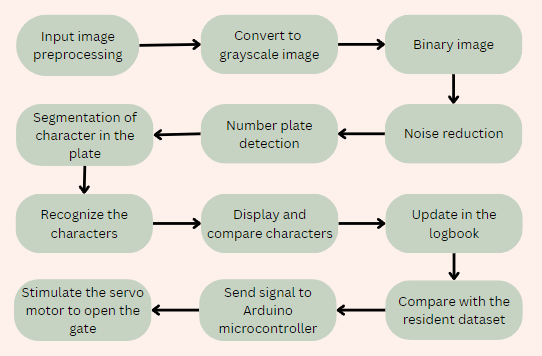 Input image
preprocessing
Convert to
grayscale image
Binary image
Noise reduction
Number plate
detection
Segmentation of
character in the
plate
Recognize the
characters
Display and
compare characters
Update in the
logbook
Compare with the
resident dataset
Send signal to
Arduino
microcontroller
Stimulate the servo
motor to open the
gate